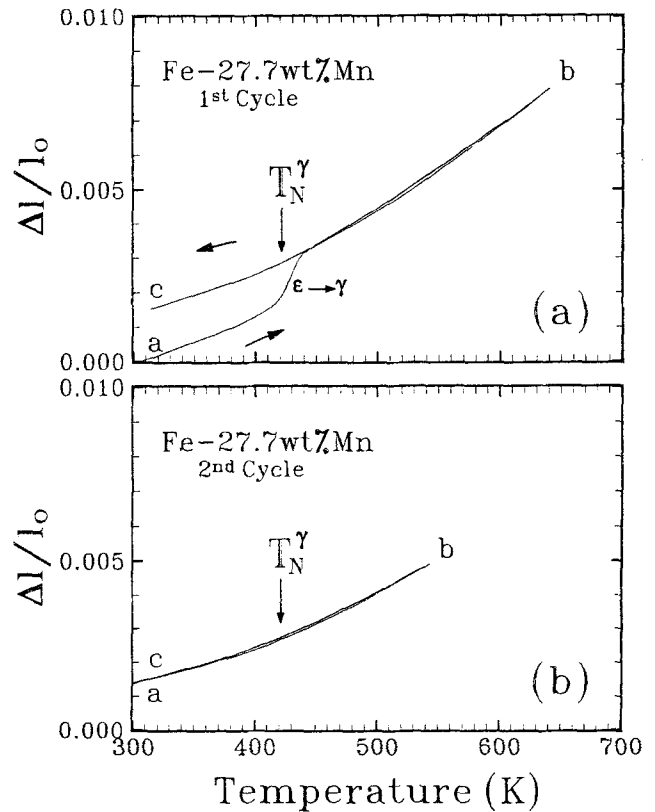 0.010
Fe-27.7wt%Mn
1st Cycle
b
T_N^γ
0.005
Δl/l₀
c
ε→γ
a
(a)
0.000
0.010
Fe-27.7wt%Mn
2nd Cycle
T_N^γ
b
0.005
Δl/l₀
c
a
(b)
0.000
300 400 500 600 700
Temperature (K)